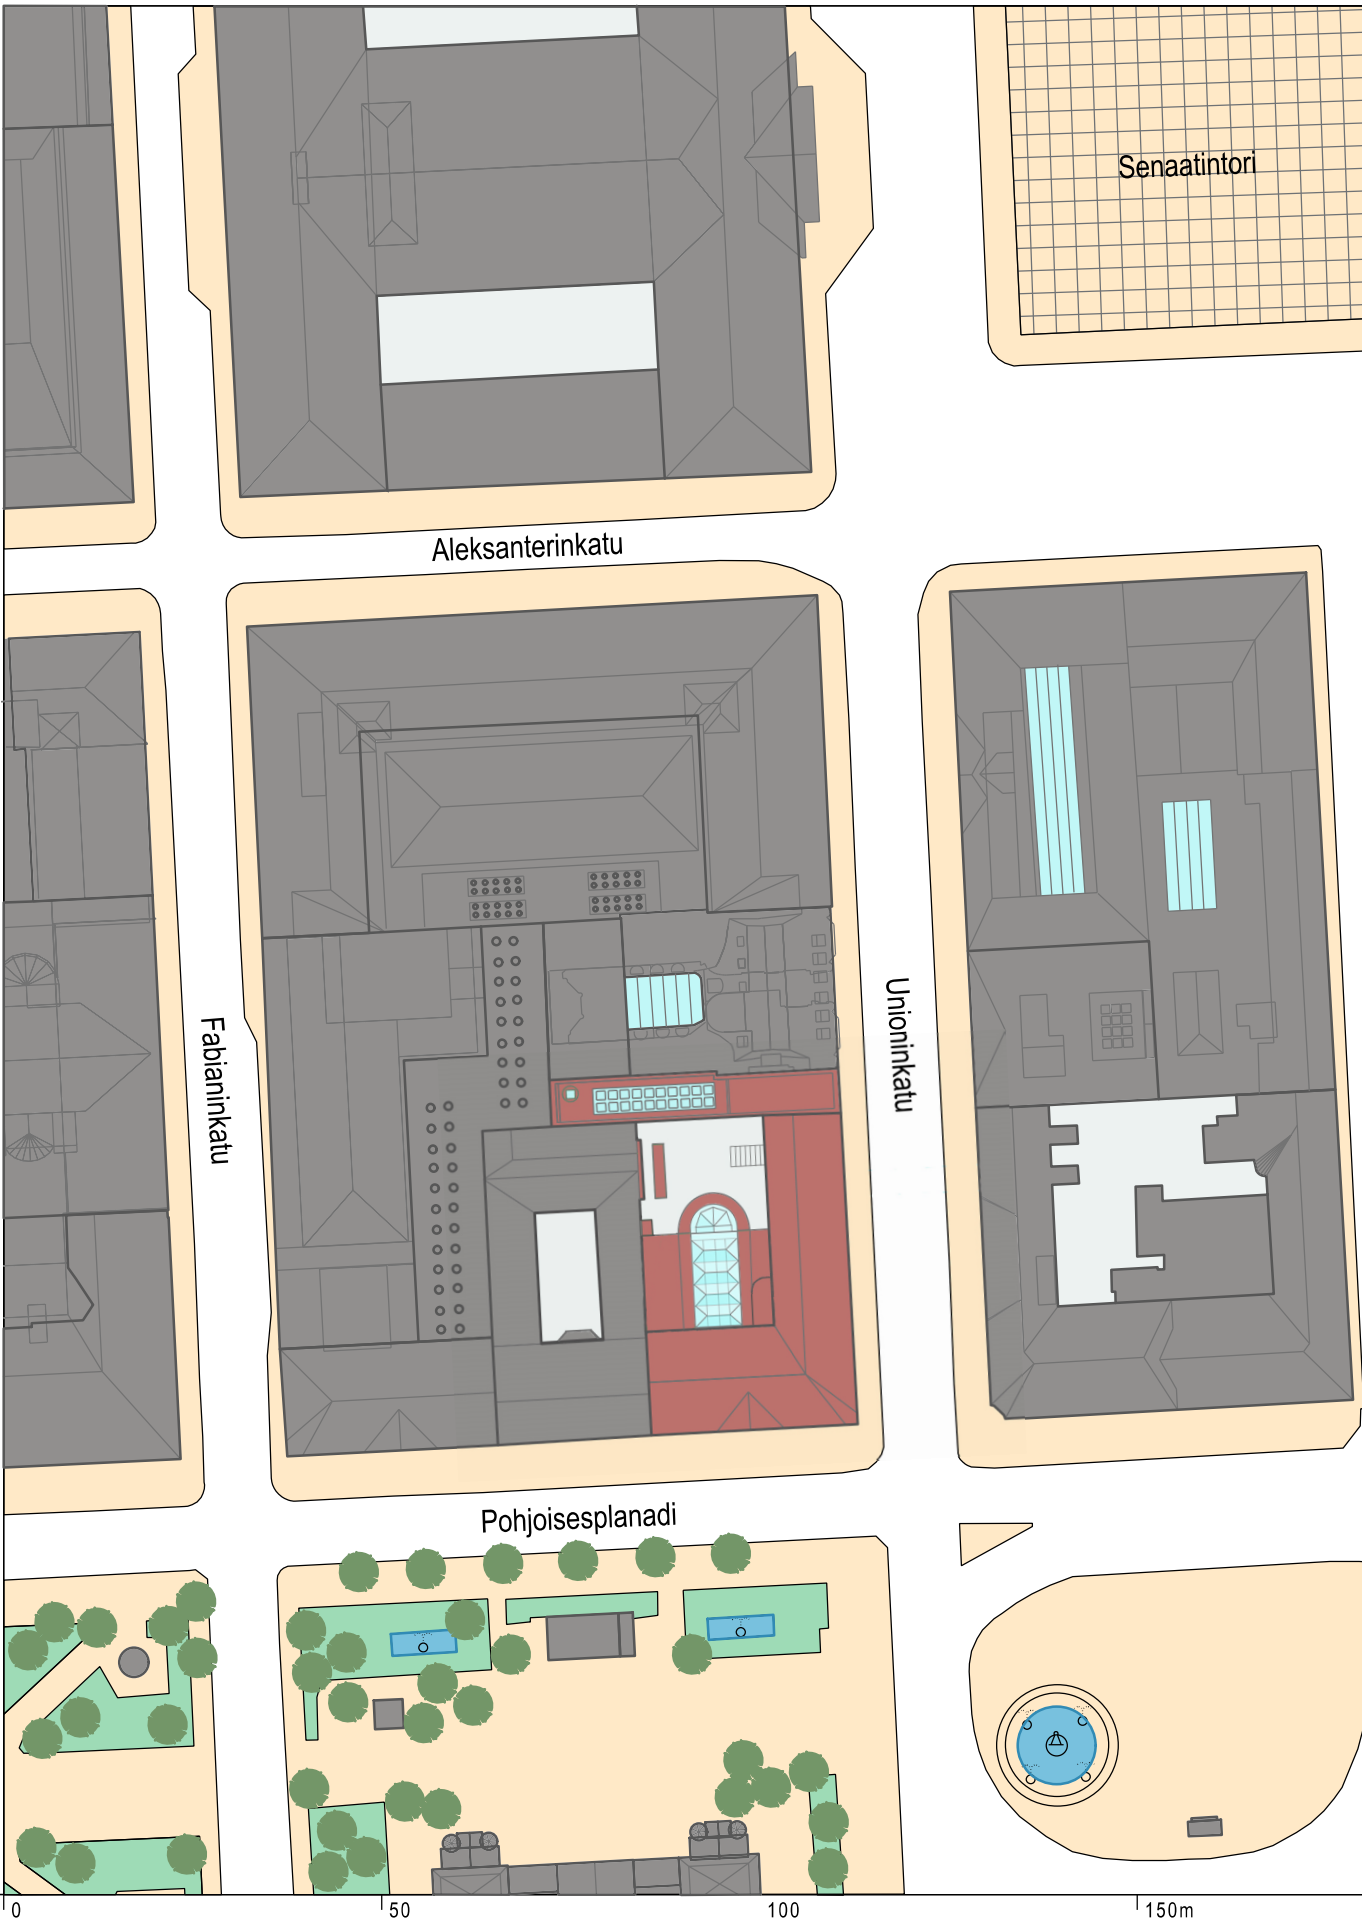 Senaatintori
Aleksanterinkatu
Unioninkatu
Fabianinkatu
Pohjoisesplanadi
0 50 100 150m